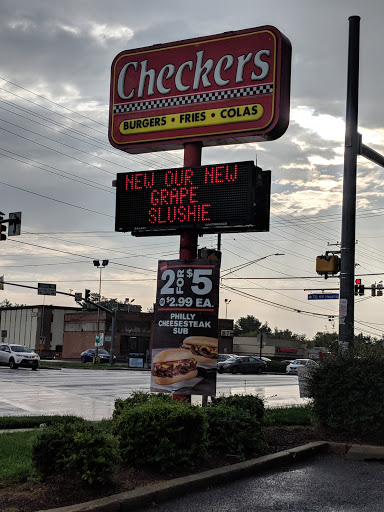 Checkers
BURGERS • FRIES • COLAS
NEW OUR NEW
GRAPE
SLUSHIE
2 FOR $5
OR $2.99 EA.
PHILLY
CHEESESTEAK
SUB